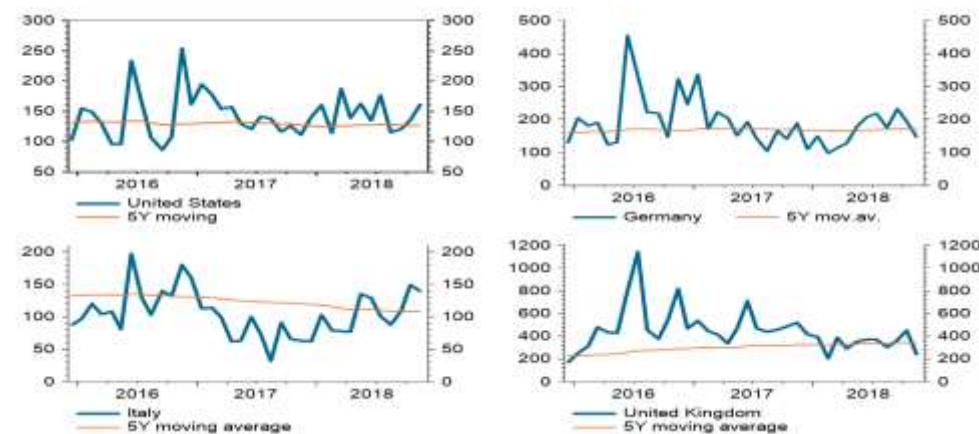 300 300
250 250
200 200
150 150
100 100
50 50
2016 2017 2018
United States
5Y moving
500 500
400 400
300 300
200 200
100 100
0 0
2016 2017 2018
Germany 5Y mov.av.
200 200
150 150
100 100
50 50
0 0
2016 2017 2018
Italy
5Y moving average
1200 1200
1000 1000
800 800
600 600
400 400
200 200
0 0
2016 2017 2018
United Kingdom
5Y moving average